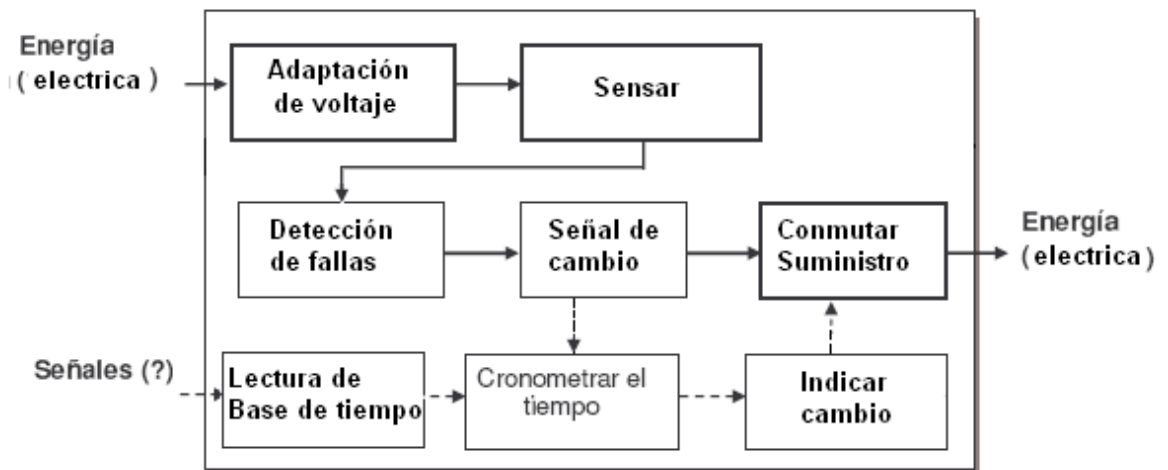 Energía
(electrica)
Adaptación
de voltaje
Sensar
Detección
de fallas
Señal de
cambio
Conmutar
Suministro
Energía
(electrica)
Señales (?)
Lectura de
Base de tiempo
Cronometrar el
tiempo
Indicar
cambio